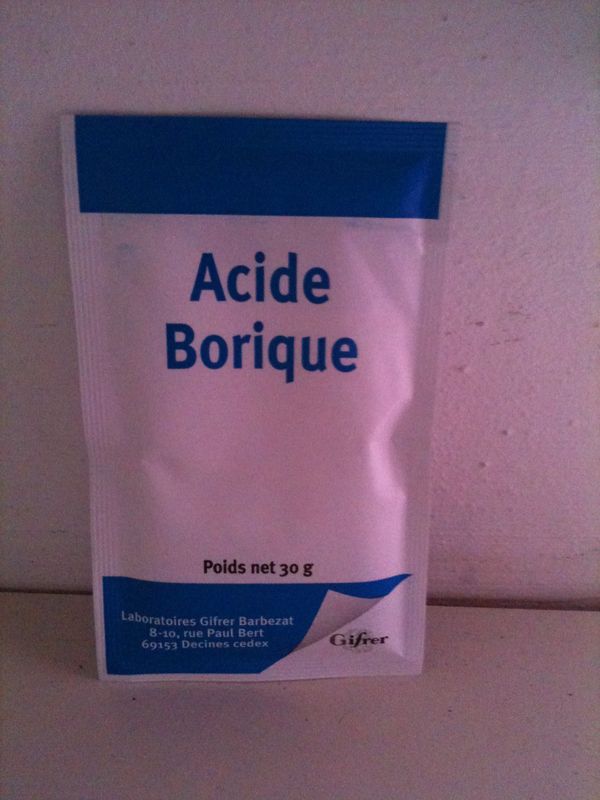 Acide
Borique
Poids net 30 g
Laboratoires Gifrer Barbezat
8-10, rue Paul Bert
69153 Decines cedex
Gifrer